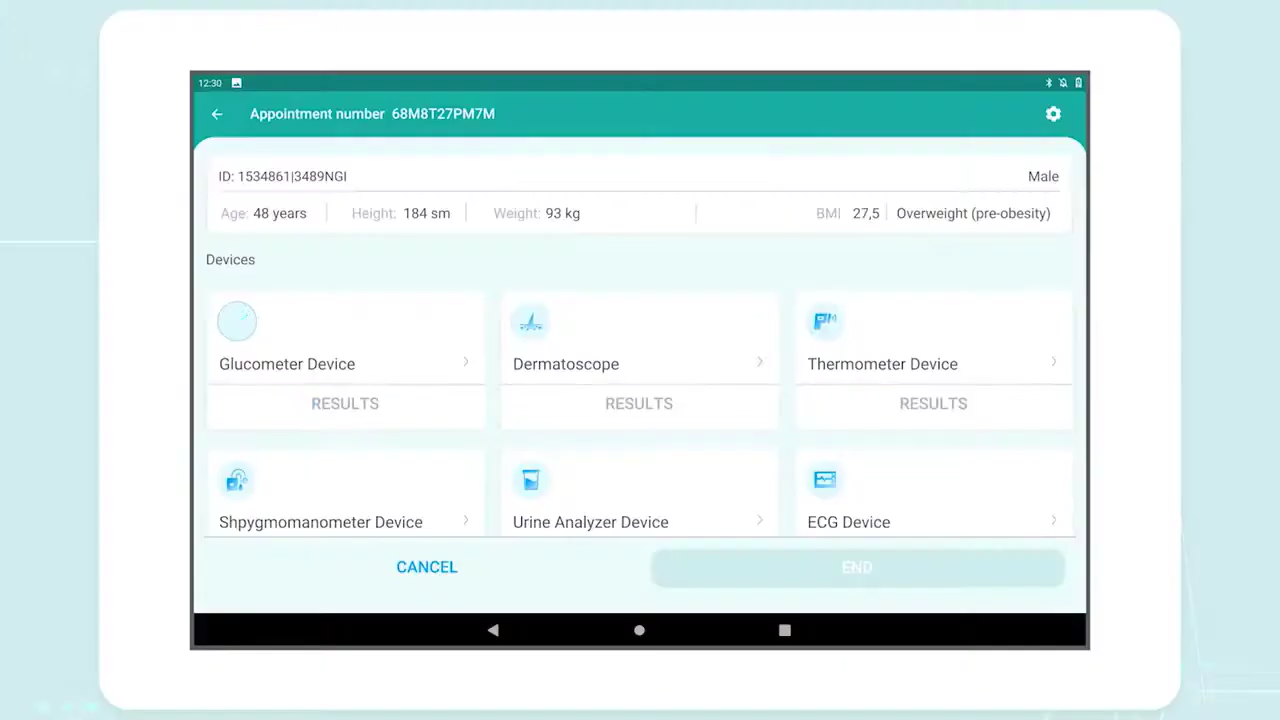 12:30
Appointment number 68M8T27PM7M
ID: 1534861|3489NGI Male
Age: 48 years Height: 184 sm Weight: 93 kg BMI 27,5 Overweight (pre-obesity)
Devices
Glucometer Device Dermatoscope Thermometer Device
RESULTS RESULTS RESULTS
Shpygmomanometer Device Urine Analyzer Device ECG Device
CANCEL END